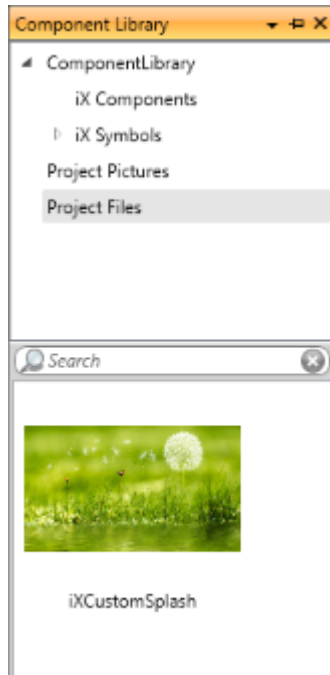 Component Library
ComponentLibrary
iX Components
iX Symbols
Project Pictures
Project Files
Search
iXCustomSplash